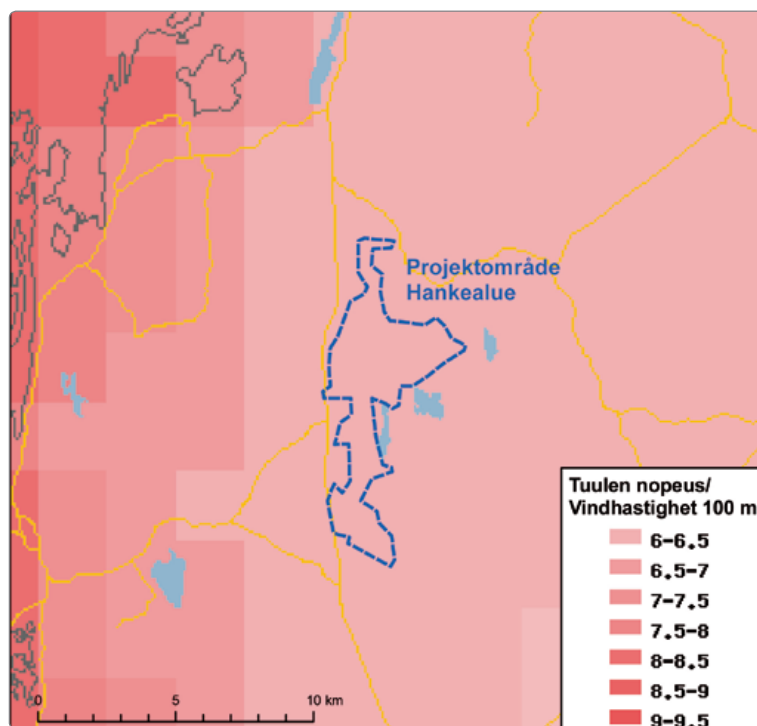 Projektområde
Hankealue
Tuulen nopeus/
Vindhastighet 100 m
6-6.5
6.5-7
7-7.5
7.5-8
8-8.5
8.5-9
9-9.5
0 5 10 km